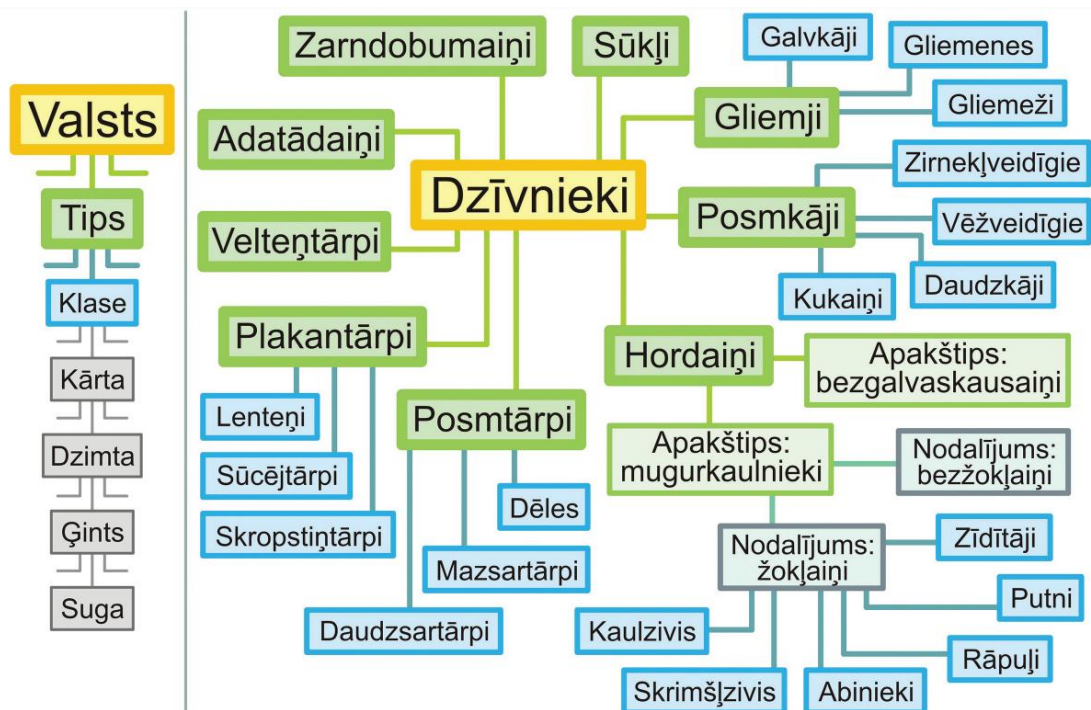 Valsts
Tips
Klase
Kārta
Dzimta
Ģints
Suga
Dzīvnieki
Zarndobumaiņi
Sūkļi
Adatādaiņi
Velteņtārpi
Plakantārpi
Lenteņi
Sūcējtārpi
Skropstiņtārpi
Posmtārpi
Dēles
Mazsartārpi
Daudzsartārpi
Gliemji
Galvkāji
Gliemenes
Gliemeži
Posmkāji
Zirnekļveidīgie
Vēžveidīgie
Daudzkāji
Kukaiņi
Hordaiņi
Apakštips:
bezgalvaskausaiņi
Apakštips:
mugurkaulnieki
Nodalījums:
bezžokļaiņi
Nodalījums:
žokļaiņi
Zīdītāji
Putni
Rāpuļi
Abinieki
Skrimšļzivis
Kaulzivis